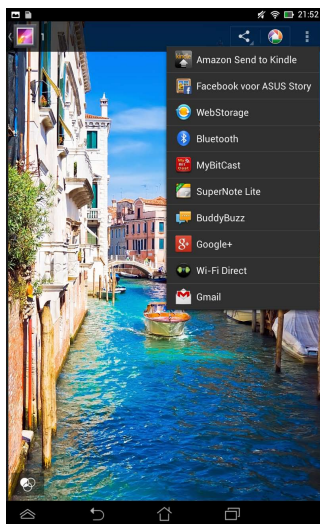 21:52
1
Amazon Send to Kindle
Facebook voor ASUS Story
WebStorage
Bluetooth
MyBitCast
SuperNote Lite
BuddyBuzz
Google+
Wi-Fi Direct
Gmail